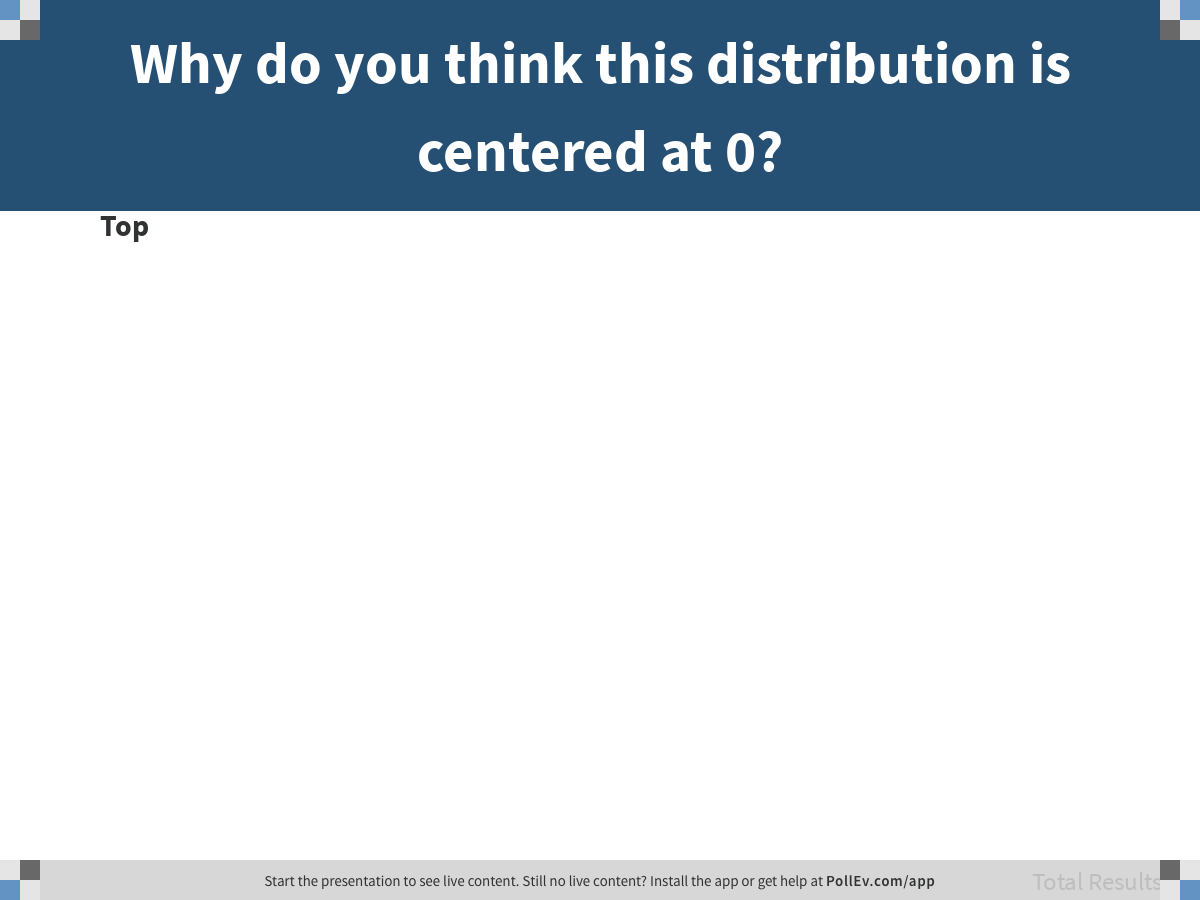 Why do you think this distribution is
centered at 0?
Top
Start the presentation to see live content. Still no live content? Install the app or get help at PollEv.com/app
Total Results